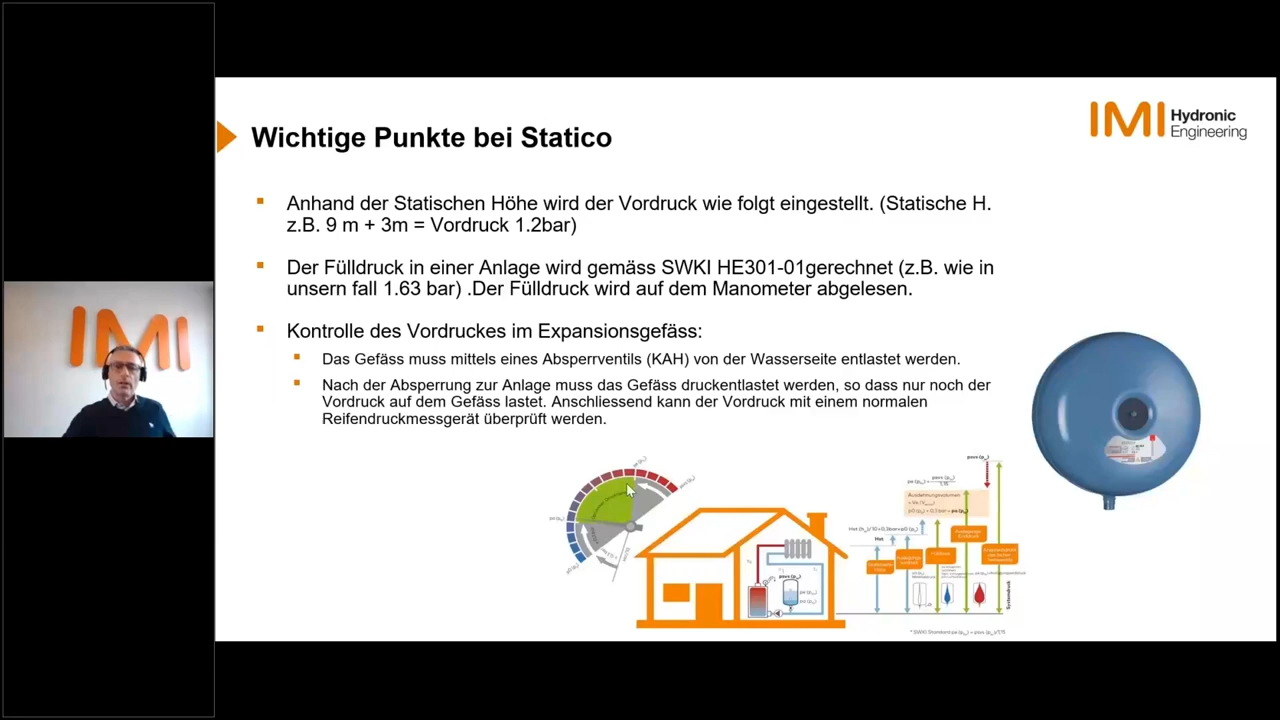 IMI
IMI Hydronic
Engineering
Wichtige Punkte bei Statico
Anhand der Statischen Höhe wird der Vordruck wie folgt eingestellt. (Statische H.
z.B. 9 m + 3m = Vordruck 1.2bar)
Der Fülldruck in einer Anlage wird gemäss SWKI HE301-01gerechnet (z.B. wie in
unsern fall 1.63 bar) .Der Fülldruck wird auf dem Manometer abgelesen.
Kontrolle des Vordruckes im Expansionsgefäss:
Das Gefäss muss mittels eines Absperrventils (KAH) von der Wasserseite entlastet werden.
Nach der Absperrung zur Anlage muss das Gefäss druckentlastet werden, so dass nur noch der
Vordruck auf dem Gefäss lastet. Anschliessend kann der Vordruck mit einem normalen
Reifendruckmessgerät überprüft werden.
Hst
Systemdruck